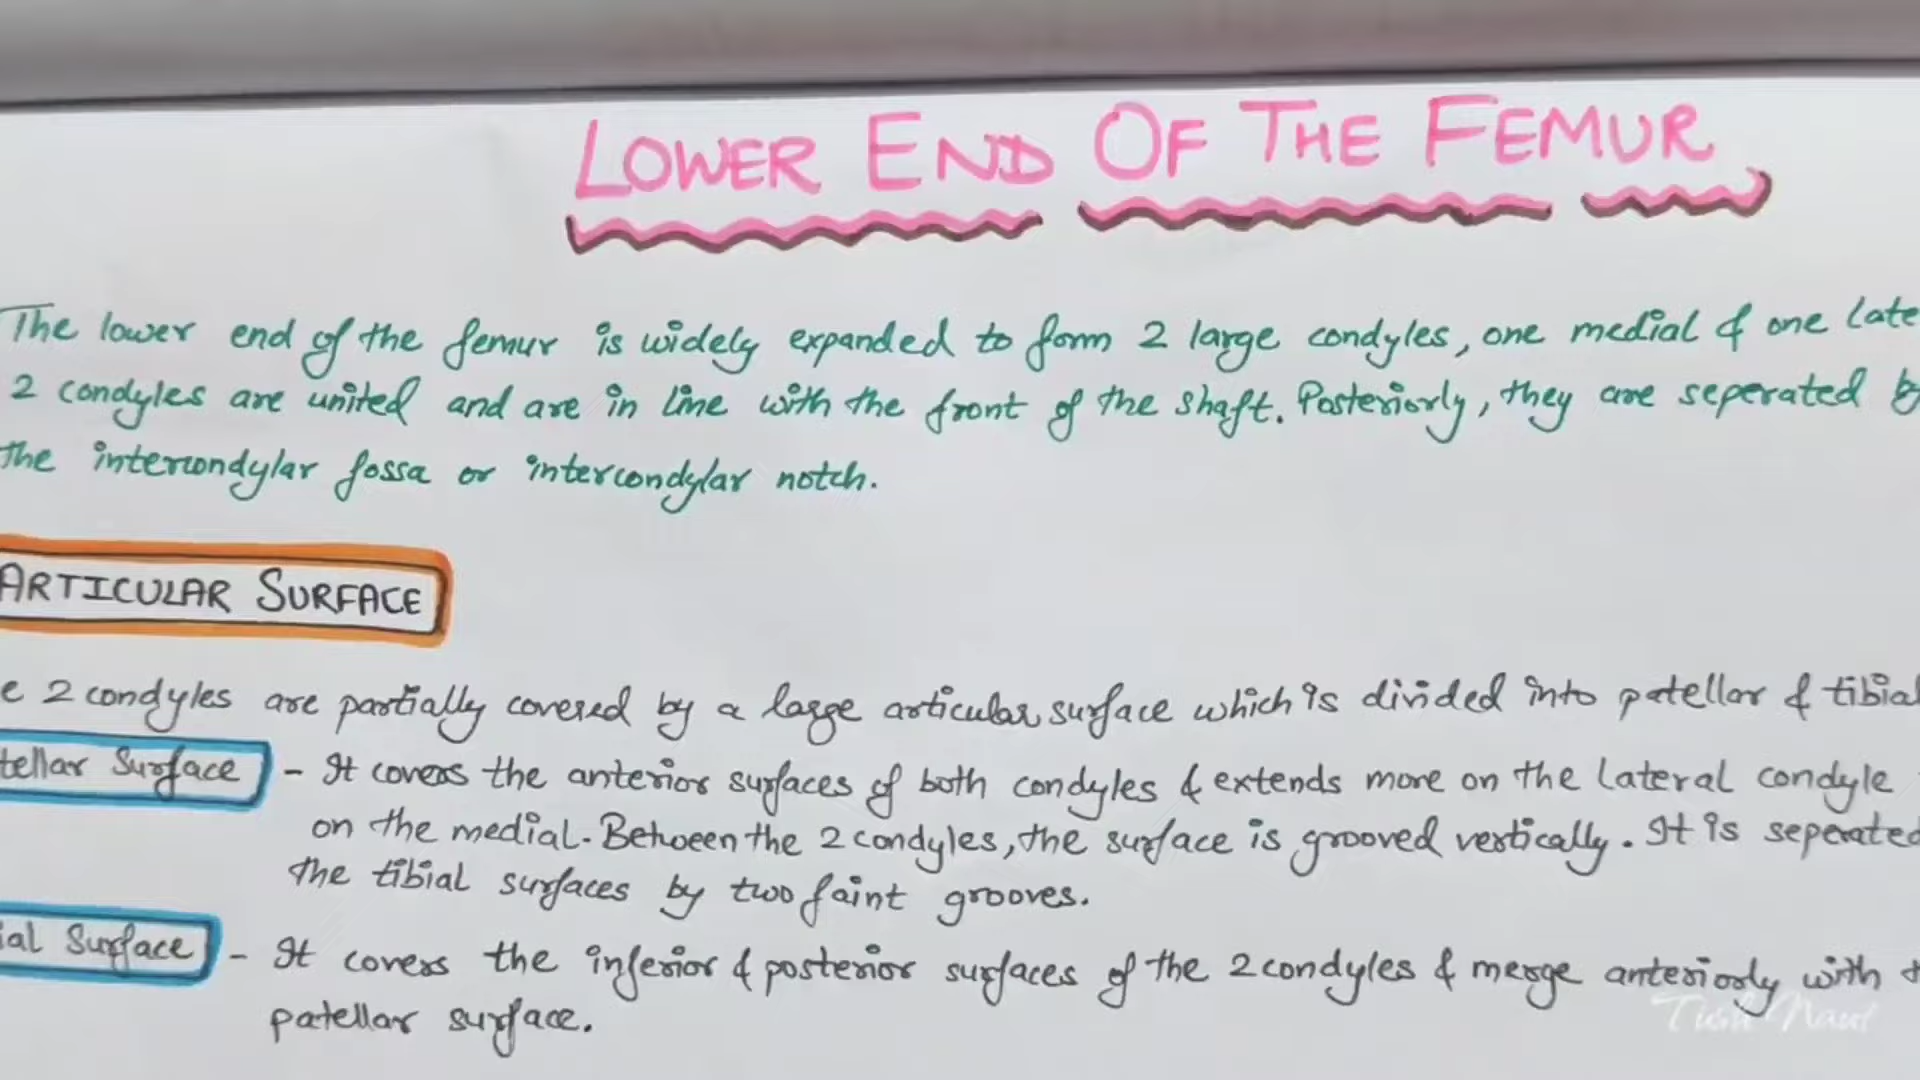 LOWER END OF THE FEMUR
The lower end of the femur is widely expanded to form 2 large condyles, one medial & one late
2 condyles are united and are in line with the front of the shaft. Posteriorly, they are seperated b
the intercondylar fossa or intercondylar notch.
ARTICULAR SURFACE
e 2 condyles are partially covered by a large articular surface which is divided into patellar & tibial
tellar Surface - It covers the anterior surfaces of both condyles & extends more on the lateral condyle
on the medial. Between the 2 condyles, the surface is grooved vertically. It is seperated
the tibial surfaces by two faint grooves.
ial Surface - It covers the inferior & posterior surfaces of the 2 condyles & merge anteriorly with
patellar surface.